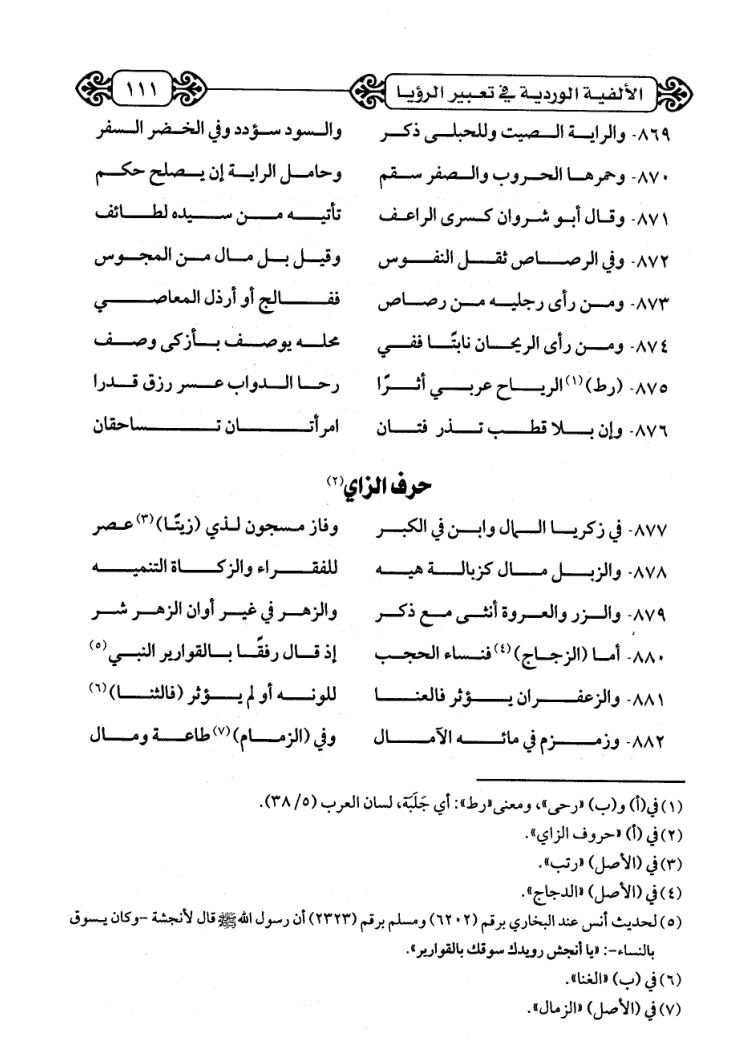 الألفية الوردية في تعبير الرؤيا ١١١
٨٦٩- والراية الصيت وللحبلى ذكر والسود سؤدد وفي الخضر السفر
٨٧٠- وحمرها الحروب والصفر سقم وحامل الراية إن يصلح حكم
٨٧١- وقال أبو شروان كسرى الراعف تأتيه من سيده لطائف
٨٧٢- وفي الرصاص ثقل النفوس وقيل بل مال من المجوس
٨٧٣- ومن رأى رجليه من رصاص ففالج أو أرذل المعاصي
٨٧٤- ومن رأى الريحان نابتًا ففي محله يوصف بأزكى وصف
٨٧٥- (رط)(١) الرياح عربي أثرًا رحا الدواب عسر رزق قدرا
٨٧٦- وإن بلا قطب تذر فتان امرأتان تساحقان
حرف الزاي(٢)
٨٧٧- في زكريا المال وابن في الكبر وفاز مسجون لذي (زيتًا)(٣) عصر
٨٧٨- والزبل مال كزبالة هيه للفقراء والزكاة التنميه
٨٧٩- والزر والعروة أنثى مع ذكر والزهر في غير أوان الزهر شر
٨٨٠- أما (الزجاج)(٤) فنساء الحجب إذ قال رفقًا بالقوارير النبي(٥)
٨٨١- والزعفران يؤثر فالعنا للونه أو لم يؤثر (فالثنا)(٦)
٨٨٢- وزمزم في مائه الآمال وفي (الزمام)(٧) طاعة ومال
(١) في(أ) و(ب) «رحى»، ومعنى«رط»: أي جَلَبَة، لسان العرب (٥/ ٣٨).
(٢) في (أ) «حروف الزاي».
(٣) في (الأصل) «رتب».
(٤) في (الأصل) «الدجاج».
(٥) لحديث أنس عند البخاري برقم (٦٢٠٢) ومسلم برقم (٢٣٢٣) أن رسول الله ﷺ قال لأنجشة -وكان يسوق
بالنساء-: «يا أنجش رويدك سوقك بالقوارير».
(٦) في (ب) «الغنا».
(٧) في (الأصل) «الزمال».